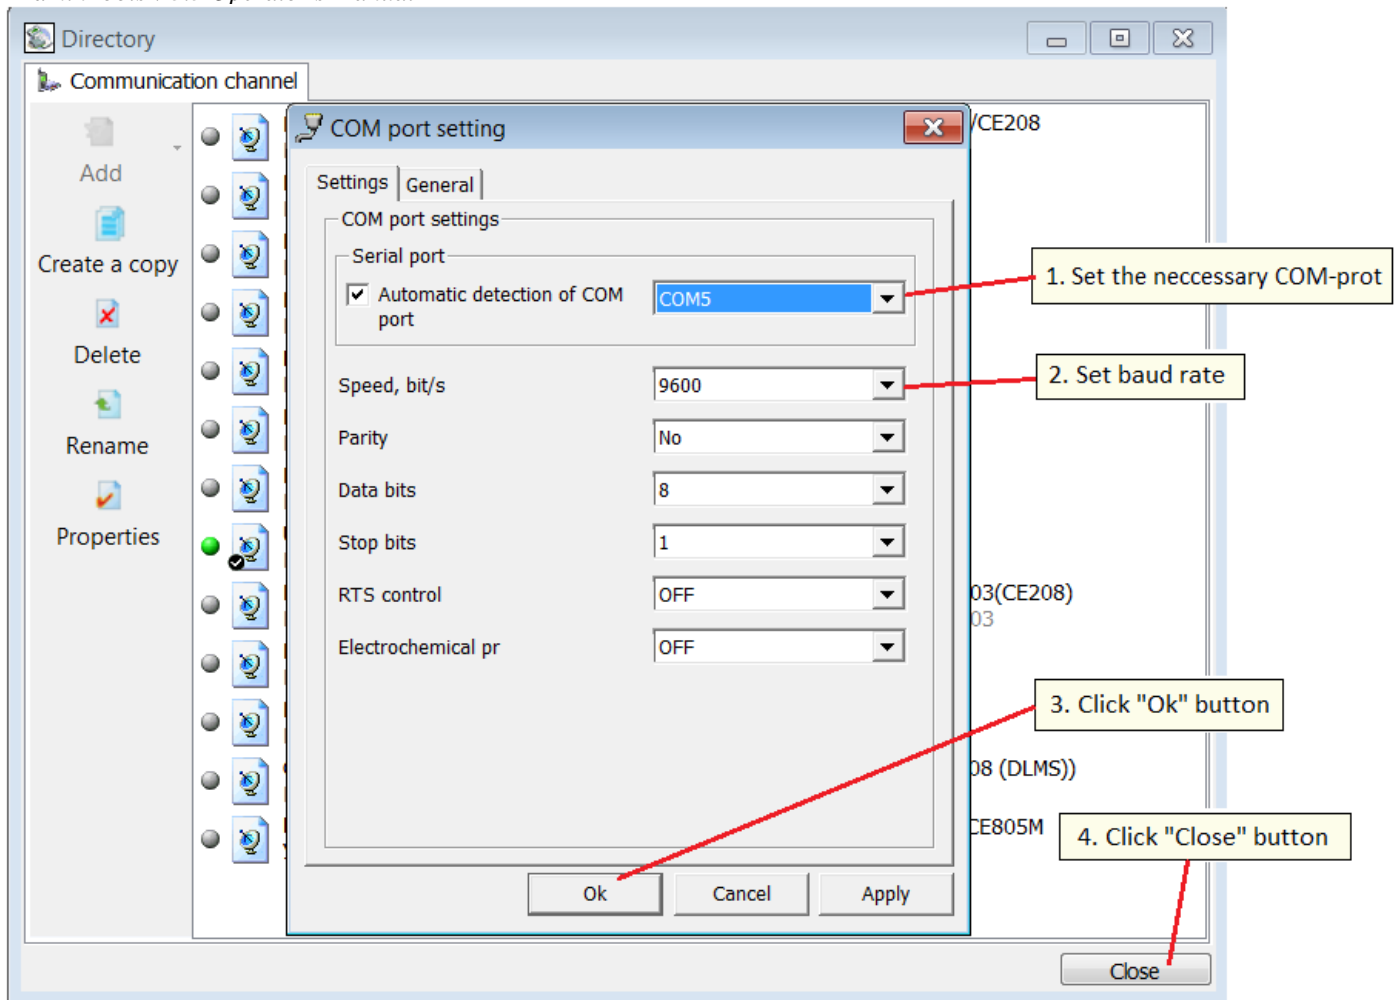 Directory
Communication channel
Add
Create a copy
Delete
Rename
Properties
/CE208
03(CE208)
03
08 (DLMS))
CE805M
COM port setting
Settings
General
COM port settings
Serial port
Automatic detection of COM
port
COM5
Speed, bit/s
9600
Parity
No
Data bits
8
Stop bits
1
RTS control
OFF
Electrochemical pr
OFF
Ok
Cancel
Apply
Close
1. Set the neccessary COM-prot
2. Set baud rate
3. Click "Ok" button
4. Click "Close" button